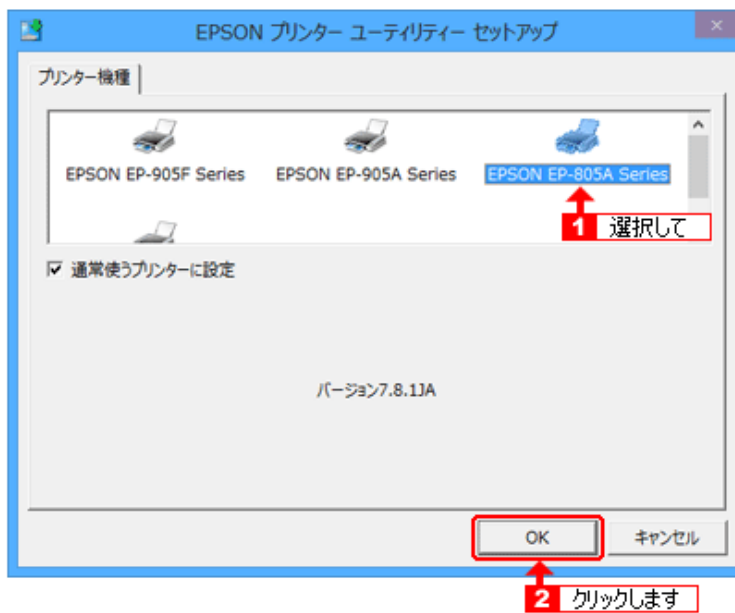 EPSON プリンター ユーティリティー セットアップ
プリンター機種
EPSON EP-905F Series
EPSON EP-905A Series
EPSON EP-805A Series
1 選択して
通常使うプリンターに設定
バージョン7.8.1JA
OK
キャンセル
2 クリックします